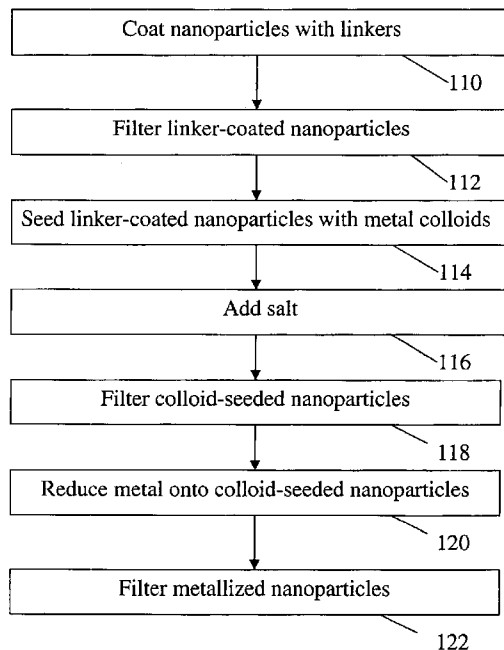 Coat nanoparticles with linkers
110
Filter linker-coated nanoparticles
112
Seed linker-coated nanoparticles with metal colloids
114
Add salt
116
Filter colloid-seeded nanoparticles
118
Reduce metal onto colloid-seeded nanoparticles
120
Filter metallized nanoparticles
122